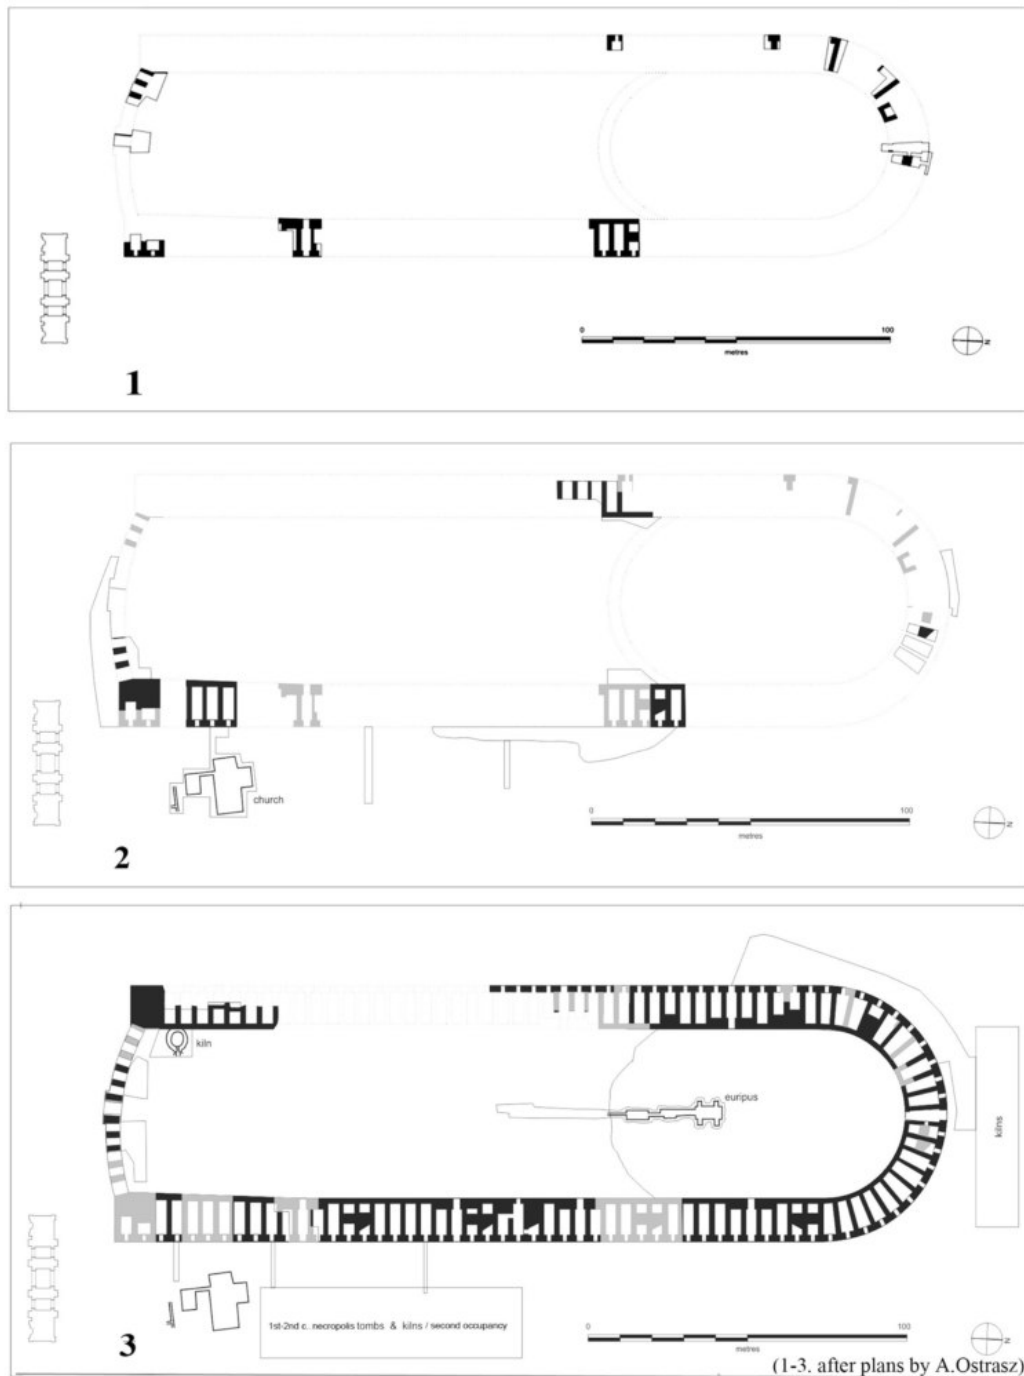 0 100
metres
N
1
church
0 100
metres
N
2
kiln
euripus
kilns
1st-2nd c. necropolis tombs & kilns / second occupancy
0 100
metres
N
3
(1-3. after plans by A.Ostrasz)